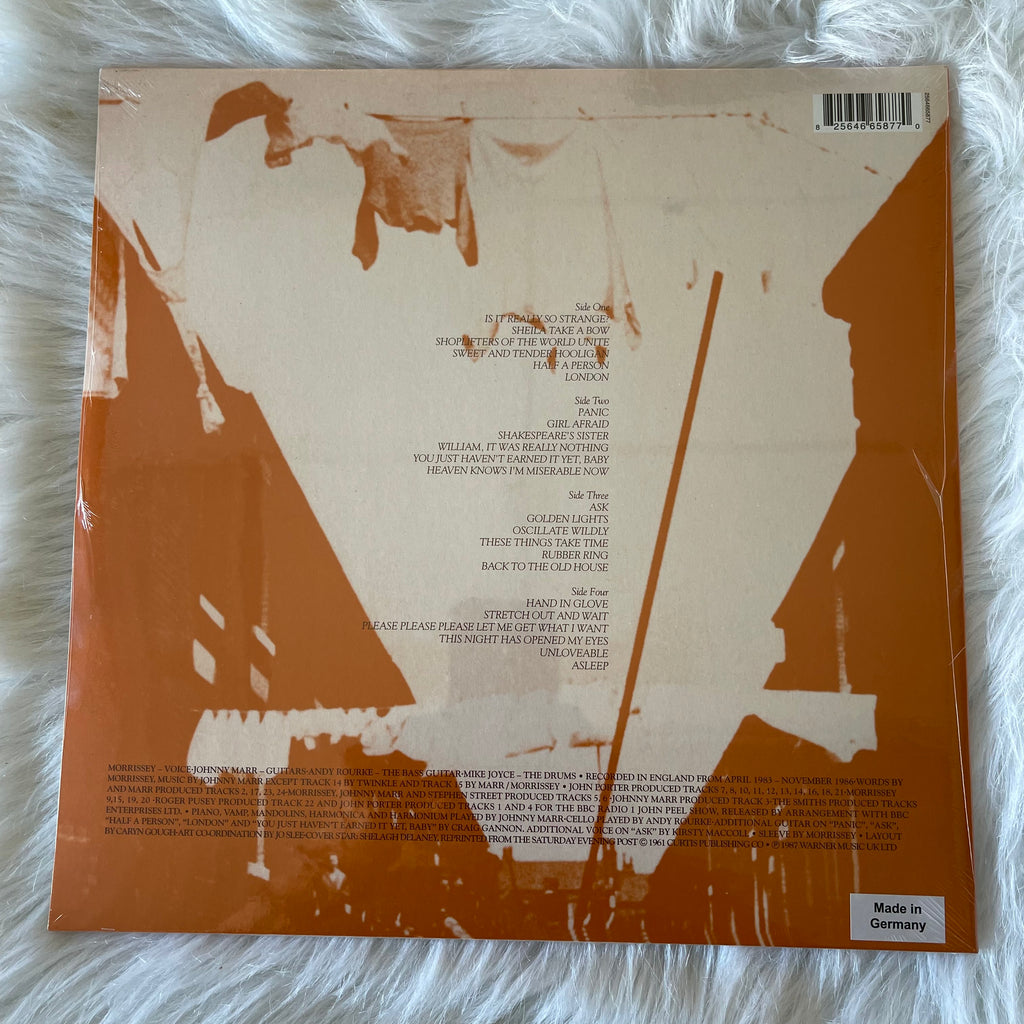 2564665877
8 25646 65877 0
Side One
IS IT REALLY SO STRANGE?
SHEILA TAKE A BOW
SHOPLIFTERS OF THE WORLD UNITE
SWEET AND TENDER HOOLIGAN
HALF A PERSON
LONDON
Side Two
PANIC
GIRL AFRAID
SHAKESPEARE'S SISTER
WILLIAM, IT WAS REALLY NOTHING
YOU JUST HAVEN'T EARNED IT YET, BABY
HEAVEN KNOWS I'M MISERABLE NOW
Side Three
ASK
GOLDEN LIGHTS
OSCILLATE WILDLY
THESE THINGS TAKE TIME
RUBBER RING
BACK TO THE OLD HOUSE
Side Four
HAND IN GLOVE
STRETCH OUT AND WAIT
PLEASE PLEASE PLEASE LET ME GET WHAT I WANT
THIS NIGHT HAS OPENED MY EYES
UNLOVEABLE
ASLEEP
MORRISSEY – VOICE·JOHNNY MARR – GUITARS·ANDY ROURKE – THE BASS GUITAR·MIKE JOYCE – THE DRUMS • RECORDED IN ENGLAND FROM APRIL 1983 – NOVEMBER 1986·WORDS BY
MORRISSEY, MUSIC BY JOHNNY MARR EXCEPT TRACK 14 BY TWINKLE AND TRACK 15 BY MARR / MORRISSEY • JOHN PORTER PRODUCED TRACKS 7, 8, 10, 11, 12, 13, 14, 16, 18, 21·MORRISSEY
AND MARR PRODUCED TRACKS 2, 17, 23, 24·MORRISSEY, JOHNNY MARR AND STEPHEN STREET PRODUCED TRACKS 5, 6 ·JOHNNY MARR PRODUCED TRACK 3·THE SMITHS PRODUCED TRACKS
9,15, 19, 20 ·ROGER PUSEY PRODUCED TRACK 22 AND JOHN PORTER PRODUCED TRACKS 1 AND 4 FOR THE BBC RADIO 1 JOHN PEEL SHOW, RELEASED BY ARRANGEMENT WITH BBC
ENTERPRISES LTD. • PIANO, VAMP, MANDOLINS, HARMONICA AND HARMONIUM PLAYED BY JOHNNY MARR·CELLO PLAYED BY ANDY ROURKE·ADDITIONAL GUITAR ON "PANIC", "ASK",
"HALF A PERSON", "LONDON" AND "YOU JUST HAVEN'T EARNED IT YET, BABY" BY CRAIG GANNON. ADDITIONAL VOICE ON "ASK" BY KIRSTY MACCOLL • SLEEVE BY MORRISSEY • LAYOUT
BY CARYN GOUGH·ART CO-ORDINATION BY JO SLEE·COVER STAR: SHELAGH DELANEY, REPRINTED FROM THE SATURDAY EVENING POST © 1961 CURTIS PUBLISHING CO • ℗ 1987 WARNER MUSIC UK LTD
Made in
Germany